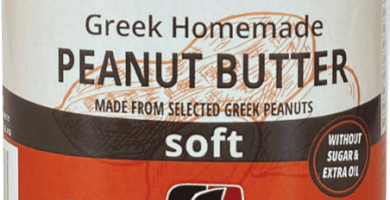 Greek Homemade
PEANUT BUTTER
MADE FROM SELECTED GREEK PEANUTS
soft
WITHOUT
SUGAR &
EXTRA OIL